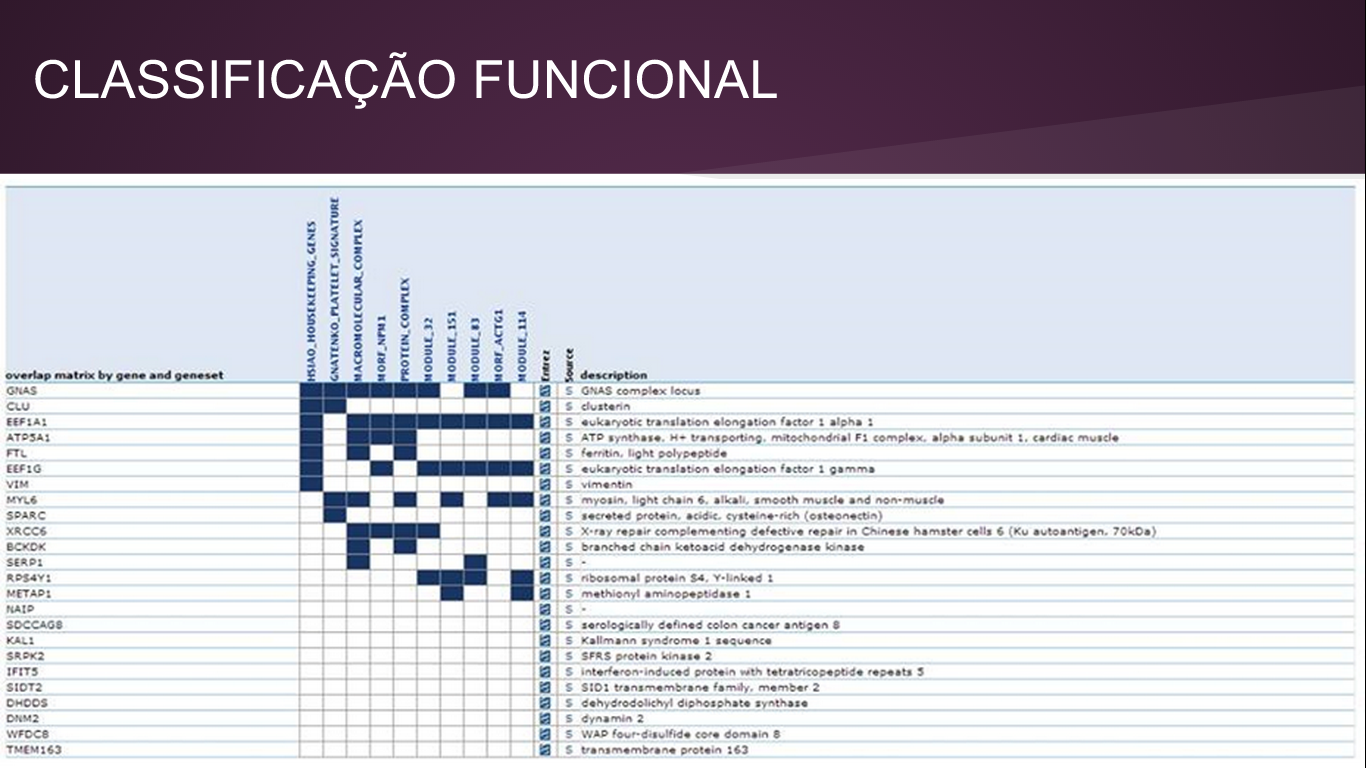 CLASSIFICAÇÃO FUNCIONAL
HSIAO_HOUSEKEEPING_GENES
GNATENKO_PLATELET_SIGNATURE
MACROMOLECULAR_COMPLEX
MORF_NPM1
PROTEIN_COMPLEX
MODULE_32
MODULE_151
MODULE_83
MORF_ACTG1
MODULE_114
Entrez
Source
overlap matrix by gene and geneset description
GNAS S GNAS complex locus
CLU S clusterin
EEF1A1 S eukaryotic translation elongation factor 1 alpha 1
ATP5A1 S ATP synthase, H+ transporting, mitochondrial F1 complex, alpha subunit 1, cardiac muscle
FTL S ferritin, light polypeptide
EEF1G S eukaryotic translation elongation factor 1 gamma
VIM S vimentin
MYL6 S myosin, light chain 6, alkali, smooth muscle and non-muscle
SPARC S secreted protein, acidic, cysteine-rich (osteonectin)
XRCC6 S X-ray repair complementing defective repair in Chinese hamster cells 6 (Ku autoantigen, 70kDa)
BCKDK S branched chain ketoacid dehydrogenase kinase
SERP1 S -
RPS4Y1 S ribosomal protein S4, Y-linked 1
METAP1 S methionyl aminopeptidase 1
NAIP S -
SDCCAG8 S serologically defined colon cancer antigen 8
KAL1 S Kallmann syndrome 1 sequence
SRPK2 S SFRS protein kinase 2
IFIT5 S interferon-induced protein with tetratricopeptide repeats 5
SIDT2 S SID1 transmembrane family, member 2
DHDDS S dehydrodolichyl diphosphate synthase
DNM2 S dynamin 2
WFDC8 S WAP four-disulfide core domain 8
TMEM163 S transmembrane protein 163